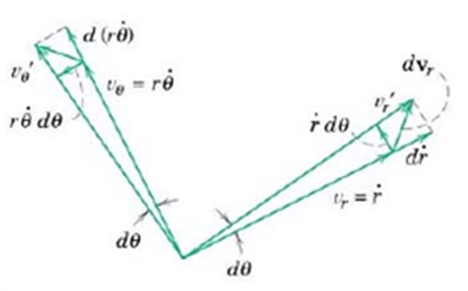 d (rθ̇)
v_θ′
v_θ = rθ̇
rθ̇ dθ
dθ
d𝐯_r
v_r′
ṙ dθ
dṙ
v_r = ṙ
dθ